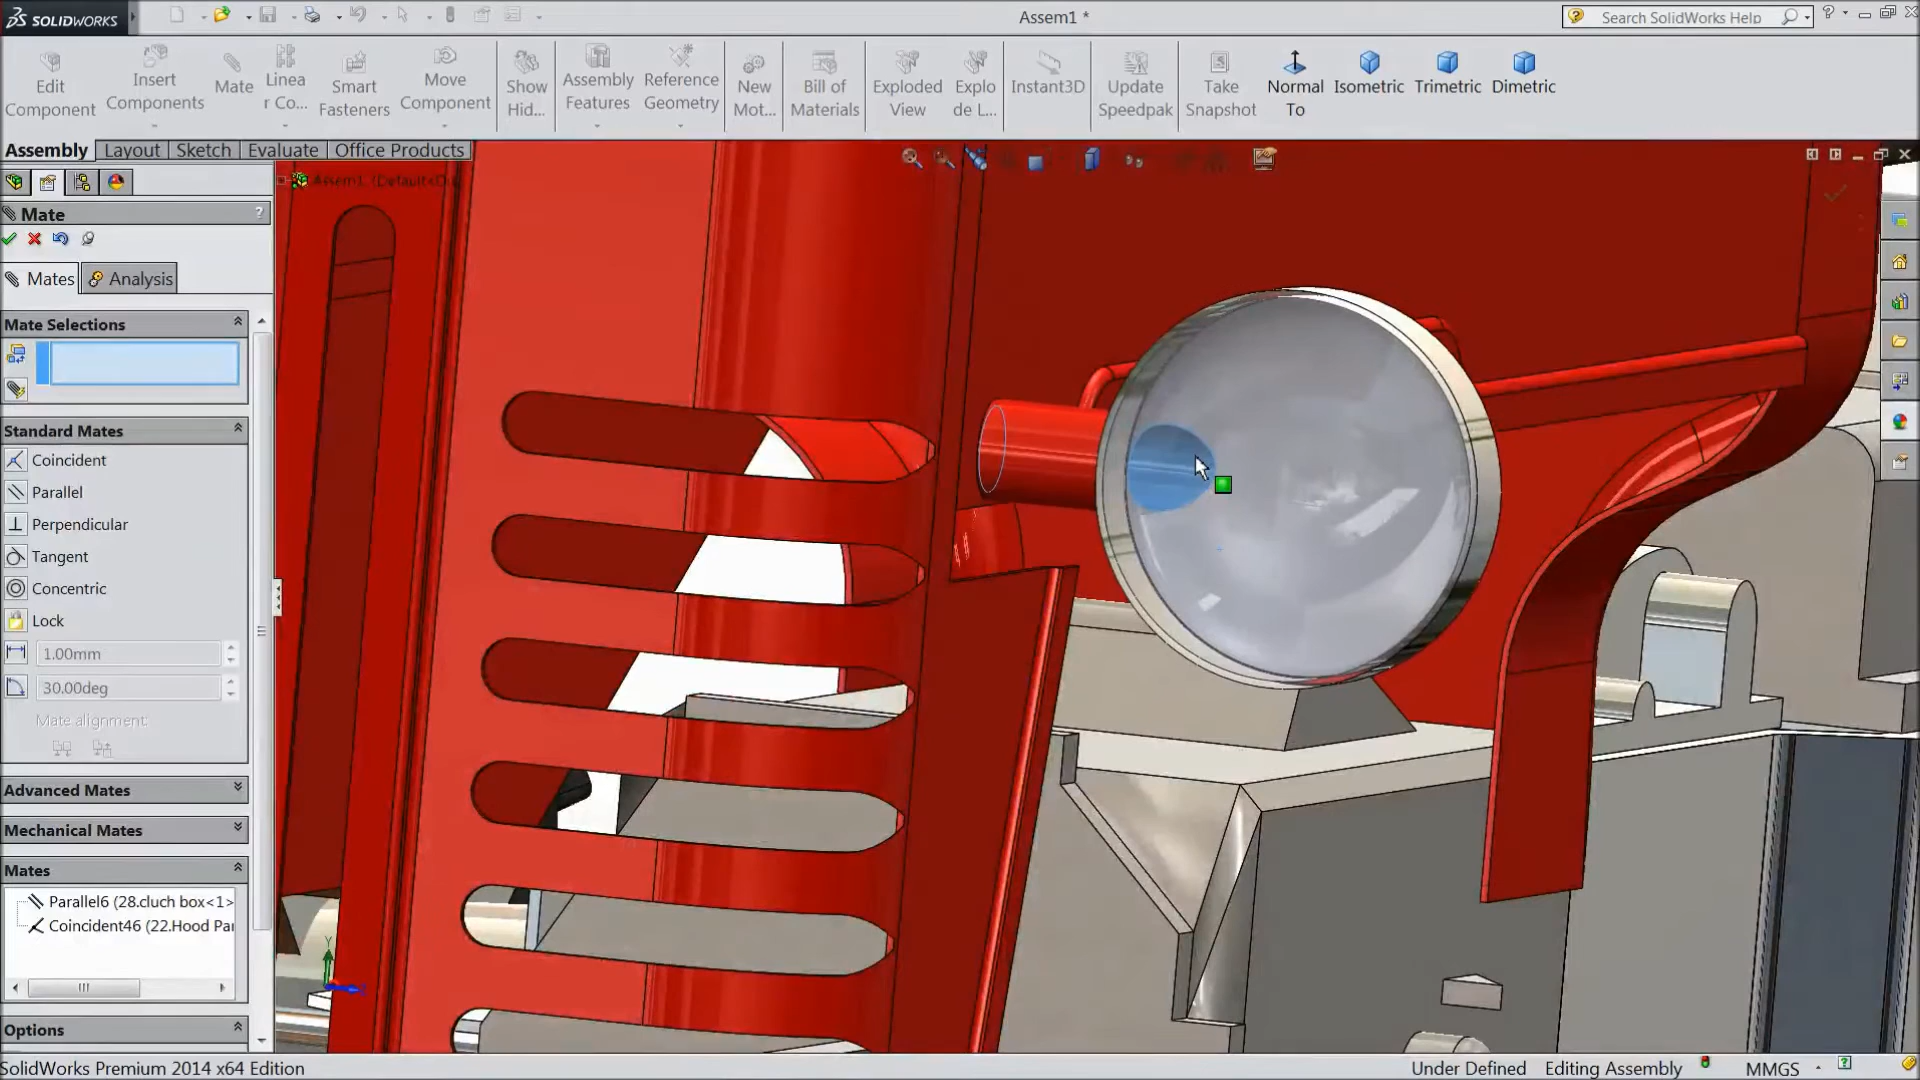 SOLIDWORKS
Assem1 *
Search SolidWorks Help
Edit Component
Insert Components
Mate
Linea r Co...
Smart Fasteners
Move Component
Show Hid...
Assembly Features
Reference Geometry
New Mot...
Bill of Materials
Exploded View
Explo de L...
Instant3D
Update Speedpak
Take Snapshot
Normal To
Isometric
Trimetric
Dimetric
Assembly
Layout
Sketch
Evaluate
Office Products
Assem1 (Default<D
Mate
?
Mates
Analysis
Mate Selections
Standard Mates
Coincident
Parallel
Perpendicular
Tangent
Concentric
Lock
1.00mm
30.00deg
Mate alignment:
Advanced Mates
Mechanical Mates
Mates
Parallel6 (28.cluch box<1>
Coincident46 (22.Hood Par
Options
Y
SolidWorks Premium 2014 x64 Edition
Under Defined
Editing Assembly
MMGS